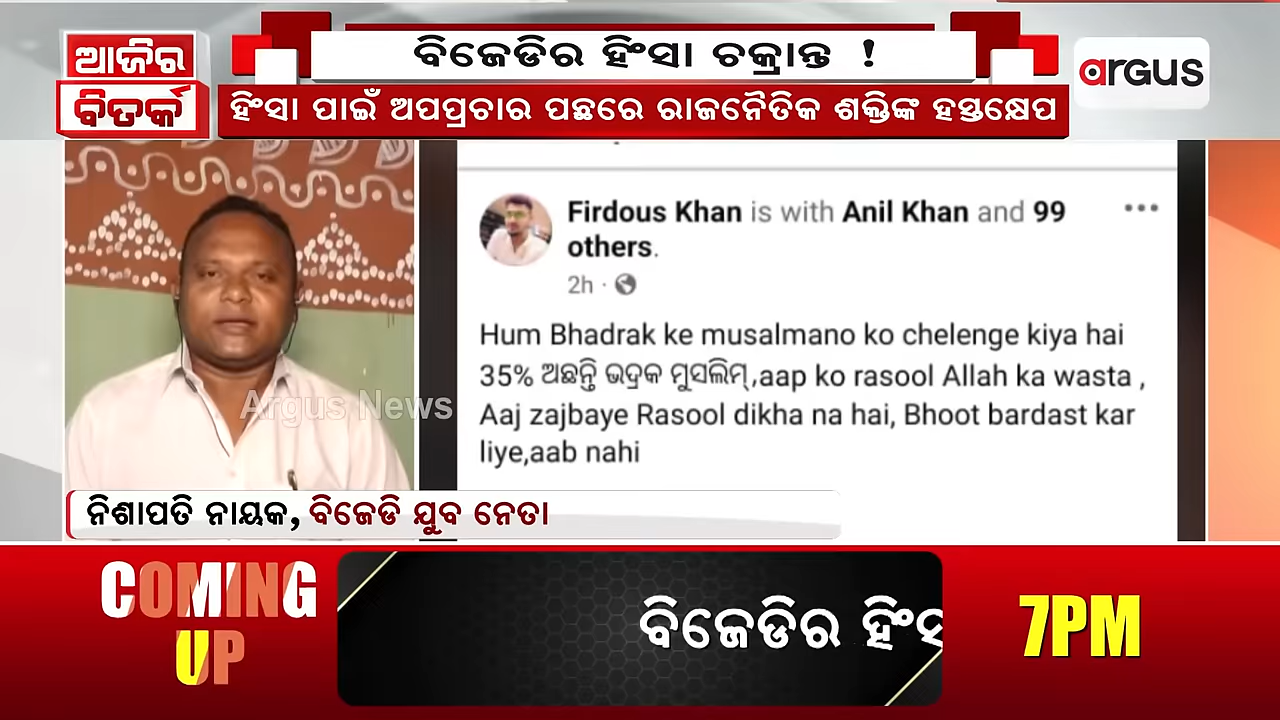 ଆଜିର
ବିତର୍କ
ବିଜେଡିର ହିଂସା ଚକ୍ରାନ୍ତ !
ହିଂସା ପାଇଁ ଅପପ୍ରଚାର ପଛରେ ରାଜନୈତିକ ଶକ୍ତିଙ୍କ ହସ୍ତକ୍ଷେପ
argus
Firdous Khan is with Anil Khan and 99
others.
2h
Hum Bhadrak ke musalmano ko chelenge kiya hai
35% ଅଛନ୍ତି ଭଦ୍ରକ ମୁସଲିମ୍,aap ko rasool Allah ka wasta ,
Aaj zajbaye Rasool dikha na hai, Bhoot bardast kar
liye,aab nahi
Argus News
ନିଶାପତି ନାୟକ, ବିଜେଡି ଯୁବ ନେତା
COMING
UP
ବିଜେଡିର
7PM